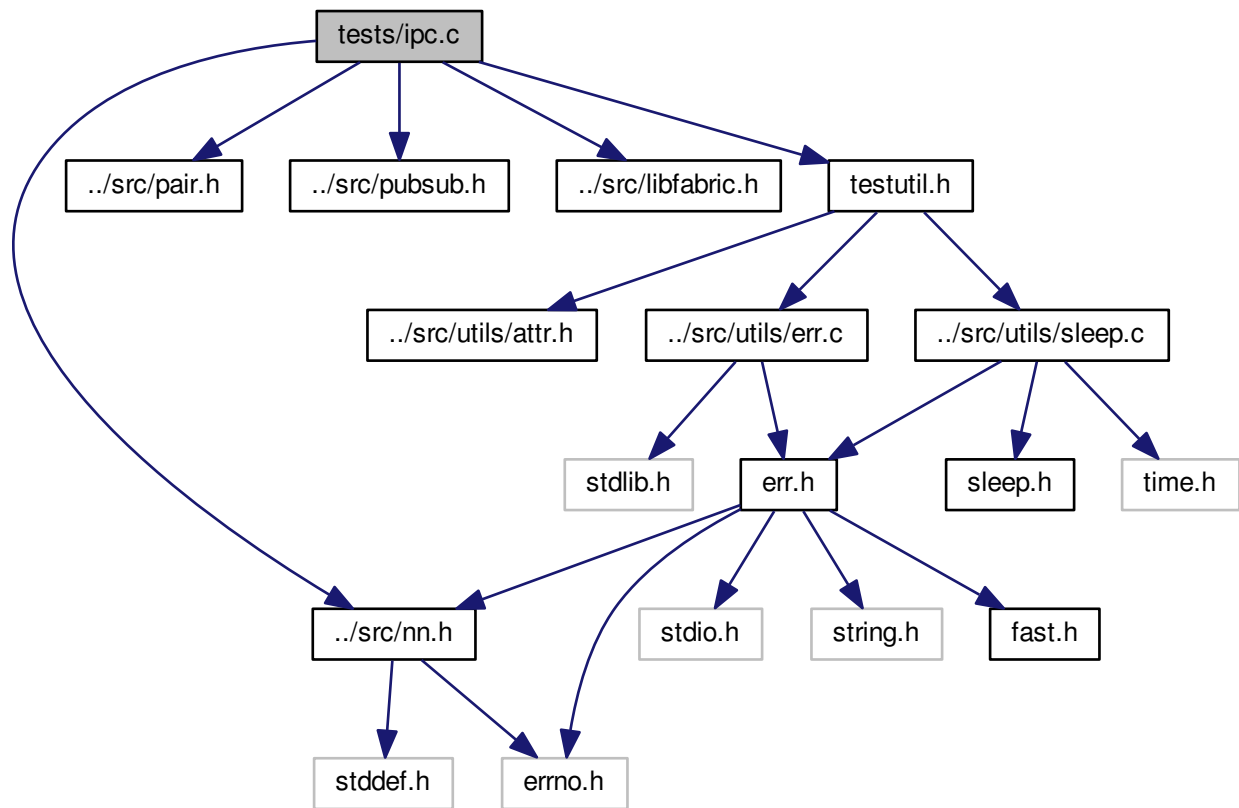 tests/ipc.c
../src/pair.h
../src/pubsub.h
../src/libfabric.h
testutil.h
../src/utils/attr.h
../src/utils/err.c
../src/utils/sleep.c
stdlib.h
err.h
sleep.h
time.h
../src/nn.h
stdio.h
string.h
fast.h
stddef.h
errno.h